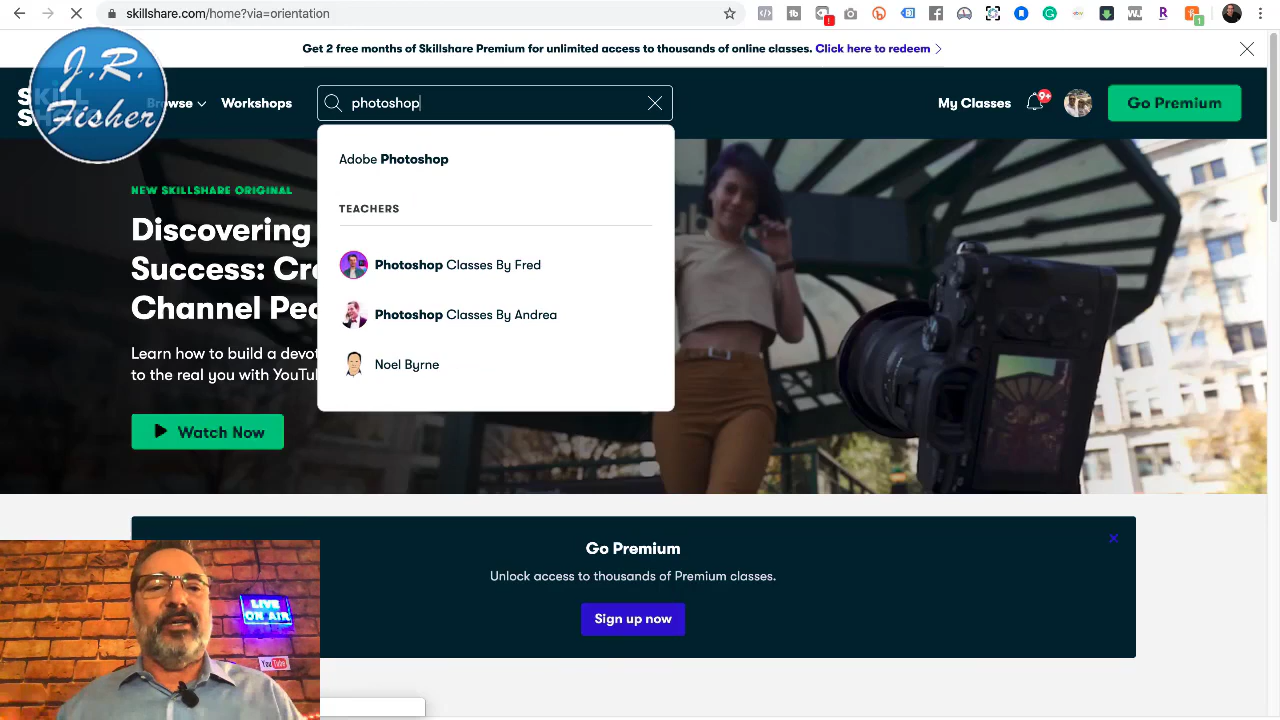 skillshare.com/home?via=orientation
Get 2 free months of Skillshare Premium for unlimited access to thousands of online classes. Click here to redeem
J.R.
Fisher
Browse
Workshops
photoshop
My Classes
9+
Go Premium
Adobe Photoshop
TEACHERS
Photoshop Classes By Fred
Photoshop Classes By Andrea
Noel Byrne
NEW SKILLSHARE ORIGINAL
Discovering
Success: Cre
Channel Peo
Learn how to build a devot
to the real you with YouTu
Watch Now
Go Premium
Unlock access to thousands of Premium classes.
Sign up now
LIVE
ON AIR
YouTube